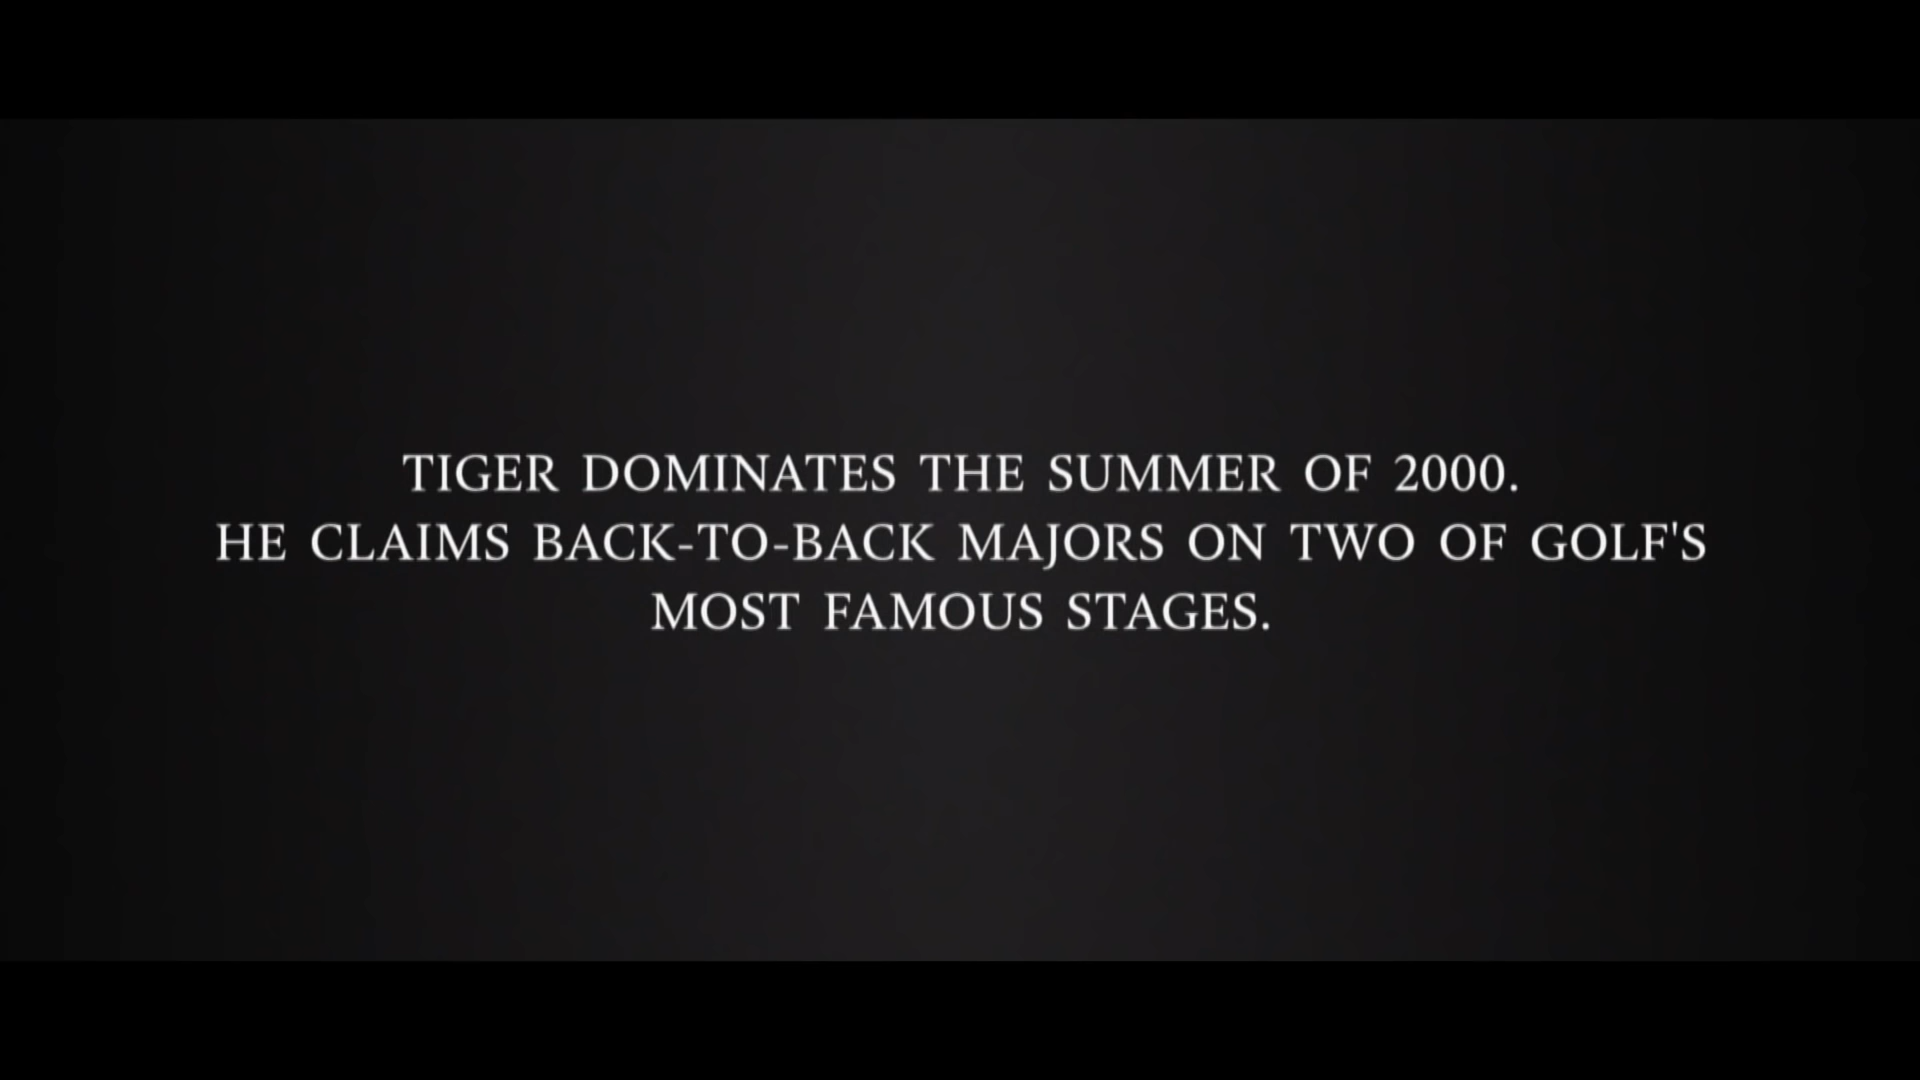 TIGER DOMINATES THE SUMMER OF 2000.
HE CLAIMS BACK-TO-BACK MAJORS ON TWO OF GOLF'S
MOST FAMOUS STAGES.